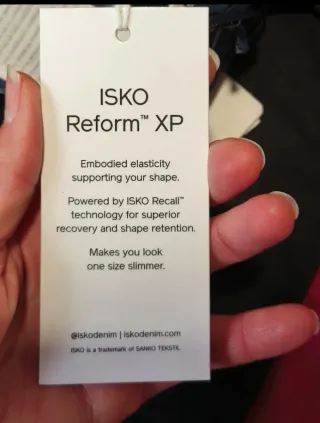 ISKO
Reform™ XP
Embodied elasticity
supporting your shape.
Powered by ISKO Recall™
technology for superior
recovery and shape retention.
Makes you look
one size slimmer.
@iskodenim | iskodenim.com
ISKO is a trademark of SANKO TEKSTIL